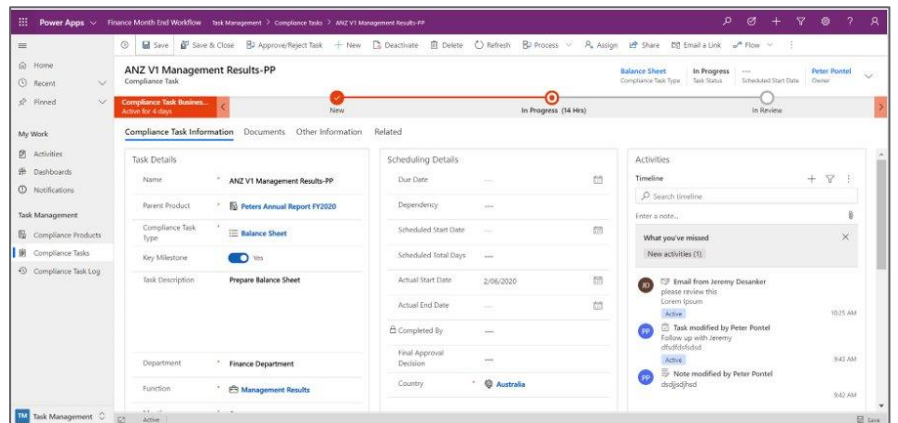 Power Apps Finance Month End Workflow Task Management > Compliance Tasks > ANZ V1 Management Results-PP
Save Save & Close Approve/Reject Task New Deactivate Delete Refresh Process Assign Share Email a Link Flow
Home
Recent
Pinned
My Work
Activities
Dashboards
Notifications
Task Management
Compliance Products
Compliance Tasks
Compliance Task Log
TM Task Management
ANZ V1 Management Results-PP
Compliance Task
Balance Sheet
Compliance Task Type
In Progress
Task Status
---
Scheduled Start Date
Peter Pontel
Owner
Compliance Task Busines...
Active for 4 days
New
In Progress (14 Hrs)
In Review
Compliance Task Information Documents Other Information Related
Task Details
Name * ANZ V1 Management Results-PP
Parent Product * Peters Annual Report FY2020
Compliance Task
Type
* Balance Sheet
Key Milestone Yes
Task Description Prepare Balance Sheet
Department * Finance Department
Function * Management Results
Scheduling Details
Due Date ---
Dependency ---
Scheduled Start Date ---
Scheduled Total Days ---
Actual Start Date 2/06/2020
Actual End Date ---
Completed By ---
Final Approval
Decision
---
Country * Australia
Activities
Timeline
Search timeline
Enter a note...
What you've missed
New activities (1)
JD Email from Jeremy Desanker
please review this
Lorem Ipsum
Active 10:25 AM
PP Task modified by Peter Pontel
Follow up with Jeremy
Active 9:43 AM
PP Note modified by Peter Pontel
9:42 AM
Active
Save